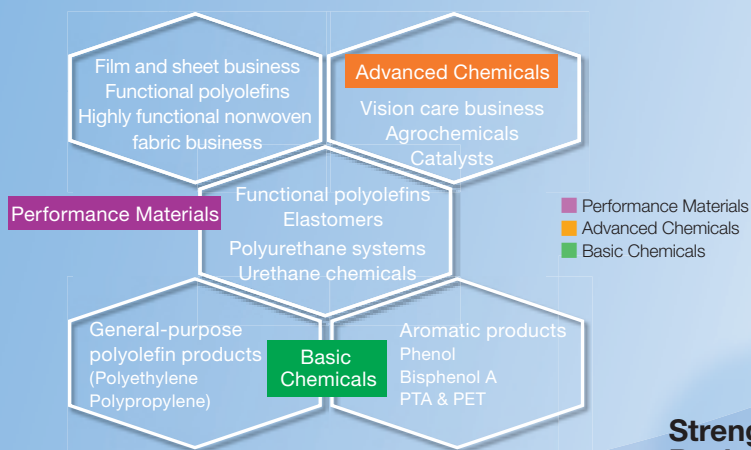 Film and sheet business
Functional polyolefins
Highly functional nonwoven
fabric business
Advanced Chemicals
Vision care business
Agrochemicals
Catalysts
Performance Materials
Functional polyolefins
Elastomers
Polyurethane systems
Urethane chemicals
Performance Materials
Advanced Chemicals
Basic Chemicals
General-purpose
polyolefin products
(Polyethylene
Polypropylene)
Basic
Chemicals
Aromatic products
Phenol
Bisphenol A
PTA & PET